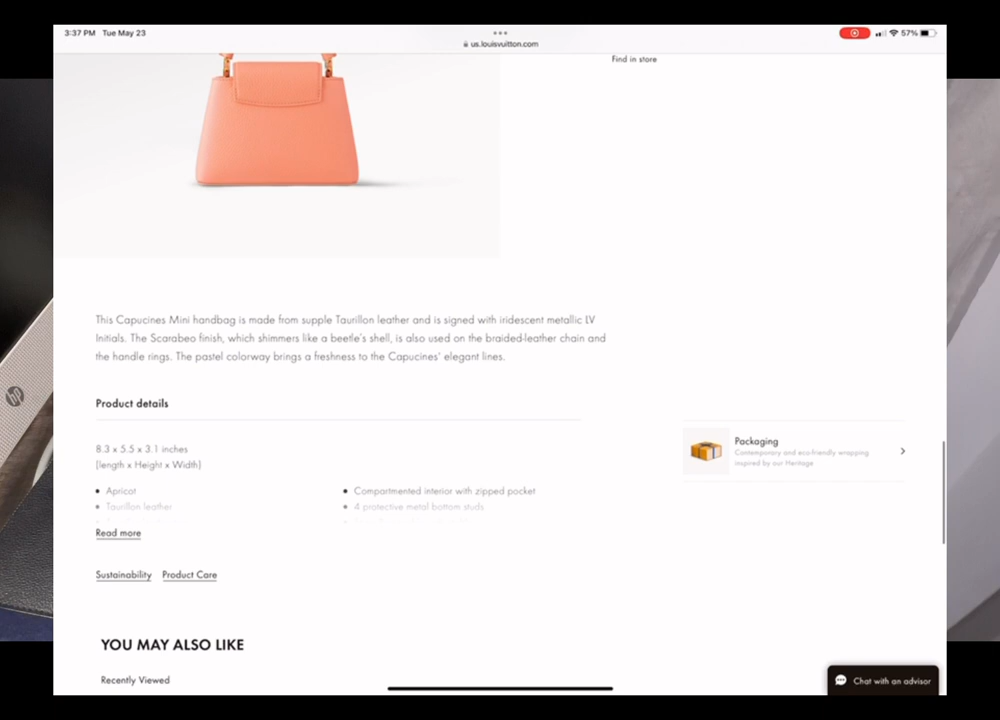 3:37 PM Tue May 23
us.louisvuitton.com
57%
Find in store
This Capucines Mini handbag is made from supple Taurillon leather and is signed with iridescent metallic LV
Initials. The Scarabeo finish, which shimmers like a beetle's shell, is also used on the braided-leather chain and
the handle rings. The pastel colorway brings a freshness to the Capucines' elegant lines.
Product details
8.3 x 5.5 x 3.1 inches
(length x Height x Width)
Packaging
Contemporary and eco-friendly wrapping
inspired by our Heritage
• Apricot
• Taurillon leather
• Compartmented interior with zipped pocket
• 4 protective metal bottom studs
Read more
Sustainability Product Care
YOU MAY ALSO LIKE
Recently Viewed
Chat with an advisor
hp